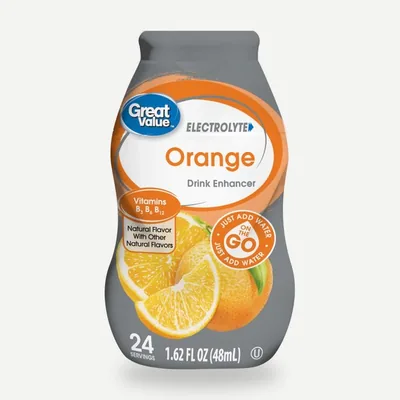 Great
Value™
ELECTROLYTE
Orange
Drink Enhancer
Vitamins
B3 B6 B12
Natural Flavor
With Other
Natural Flavors
JUST ADD WATER
ON
THE
GO
JUST ADD WATER
24
SERVINGS
1.62 FL OZ (48mL)
U